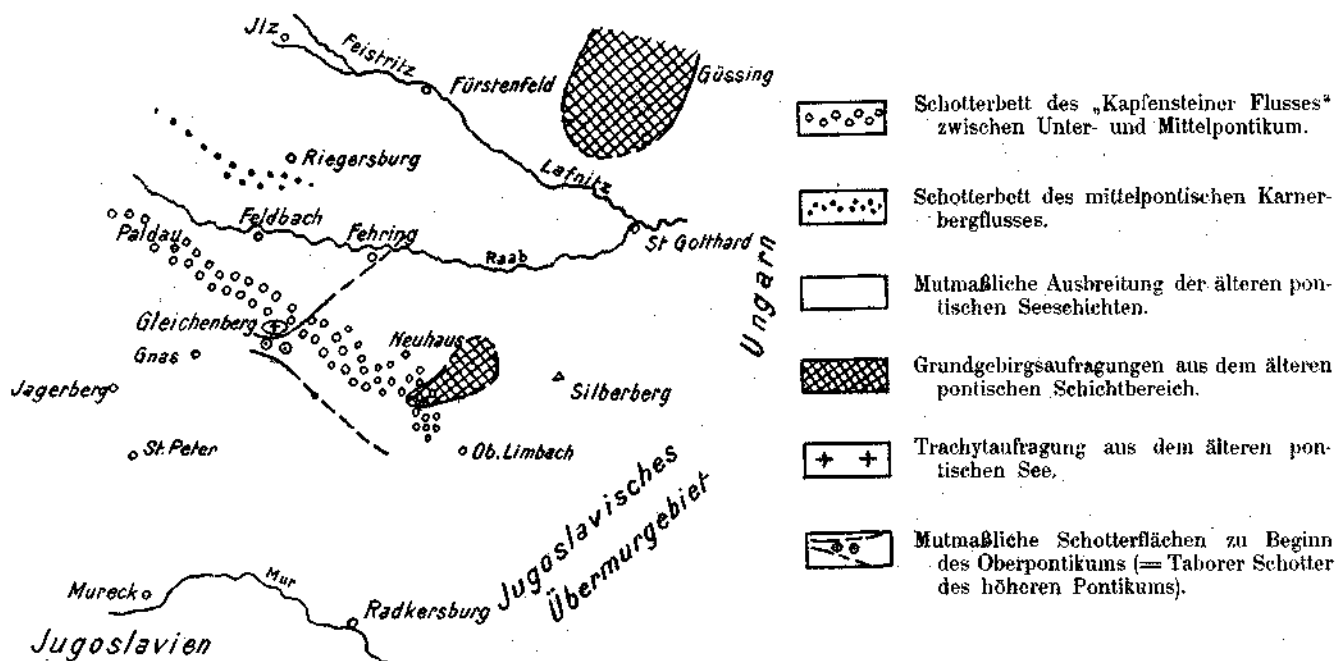 Jlz
Feistritz
Fürstenfeld
Güssing
Riegersburg
Lafnitz
Feldbach
Paldau
Fehring
Raab
St Gotthard
Ungarn
Gleichenberg
Neuhaus
Gnas
Jagerberg
Silberberg
St. Peter
Ob. Limbach
Jugoslavisches
Übermurgebiet
Mureck
Mur
Radkersburg
Jugoslavien
Schotterbett des „Kapfensteiner Flusses“
zwischen Unter- und Mittelpontikum.
Schotterbett des mittelpontischen Karner-
bergflusses.
Mutmaßliche Ausbreitung der älteren pon-
tischen Seeschichten.
Grundgebirgsaufragungen aus dem älteren
pontischen Schichtbereich.
Trachytaufragung aus dem älteren pon-
tischen See.
Mutmaßliche Schotterflächen zu Beginn
des Oberpontikums (= Taborer Schotter
des höheren Pontikums).